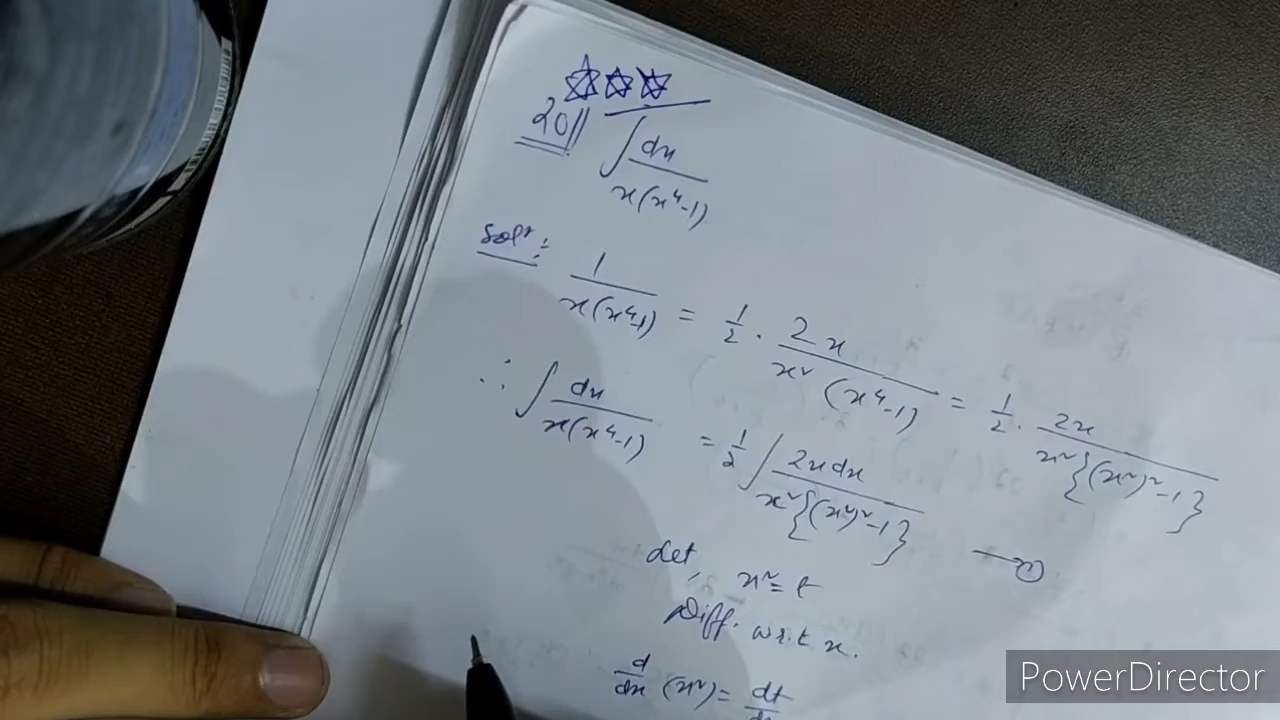 2011 ∫ dx / x(x⁴-1)
Solⁿ: 1 / x(x⁴-1) = 1/2 · 2x / x² (x⁴-1) = 1/2 · 2x / x²{(x²)²-1}
∴ ∫ dx / x(x⁴-1) = 1/2 ∫ 2x dx / x²{(x²)²-1} —①
Let, x² = t
Diff. w.r.t x.
d/dx (x²) = dt/dx
PowerDirector